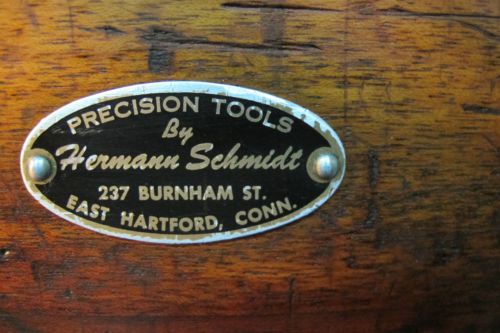 PRECISION TOOLS
By
Hermann Schmidt
237 BURNHAM ST.
EAST HARTFORD, CONN.